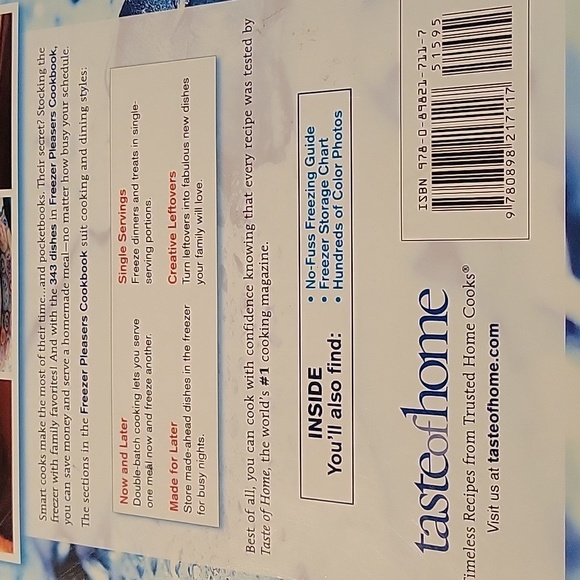 Smart cooks make the most of their time...and pocketbooks. Their secret? Stocking the
freezer with family favorites! And with the 343 dishes in Freezer Pleasers Cookbook,
you can save money and serve a homemade meal—no matter how busy your schedule.
The sections in the Freezer Pleasers Cookbook suit cooking and dining styles:
Now and Later
Double-batch cooking lets you serve
one meal now and freeze another.
Made for Later
Store made-ahead dishes in the freezer
for busy nights.
Single Servings
Freeze dinners and treats in single-
serving portions.
Creative Leftovers
Turn leftovers into fabulous new dishes
your family will love.
Best of all, you can cook with confidence knowing that every recipe was tested by
Taste of Home, the world's #1 cooking magazine.
INSIDE
You'll also find:
• No-Fuss Freezing Guide
• Freezer Storage Chart
• Hundreds of Color Photos
tasteofhome
Timeless Recipes from Trusted Home Cooks®
Visit us at tasteofhome.com
ISBN 978-0-89821-711-7
51595
9 780898 217117